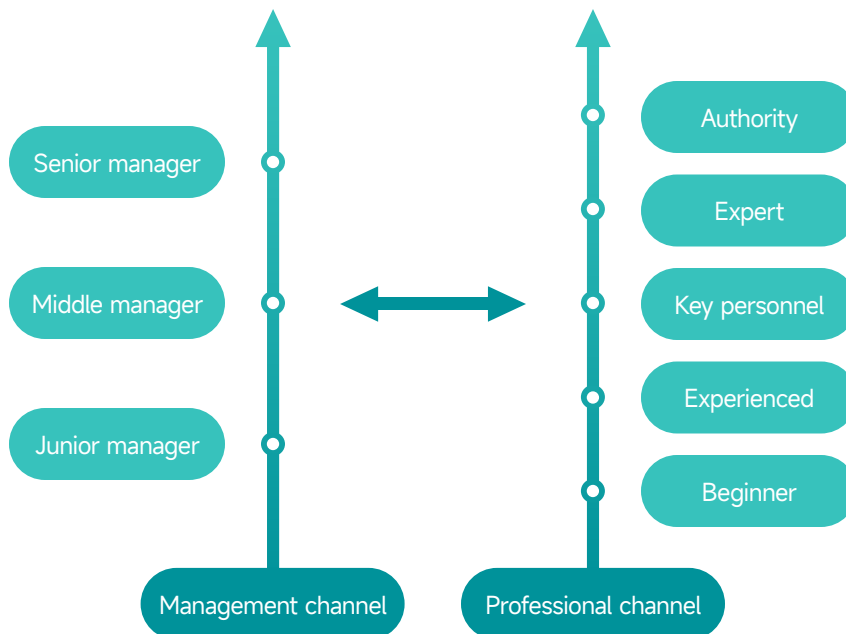 Senior manager
Middle manager
Junior manager
Management channel
Authority
Expert
Key personnel
Experienced
Beginner
Professional channel